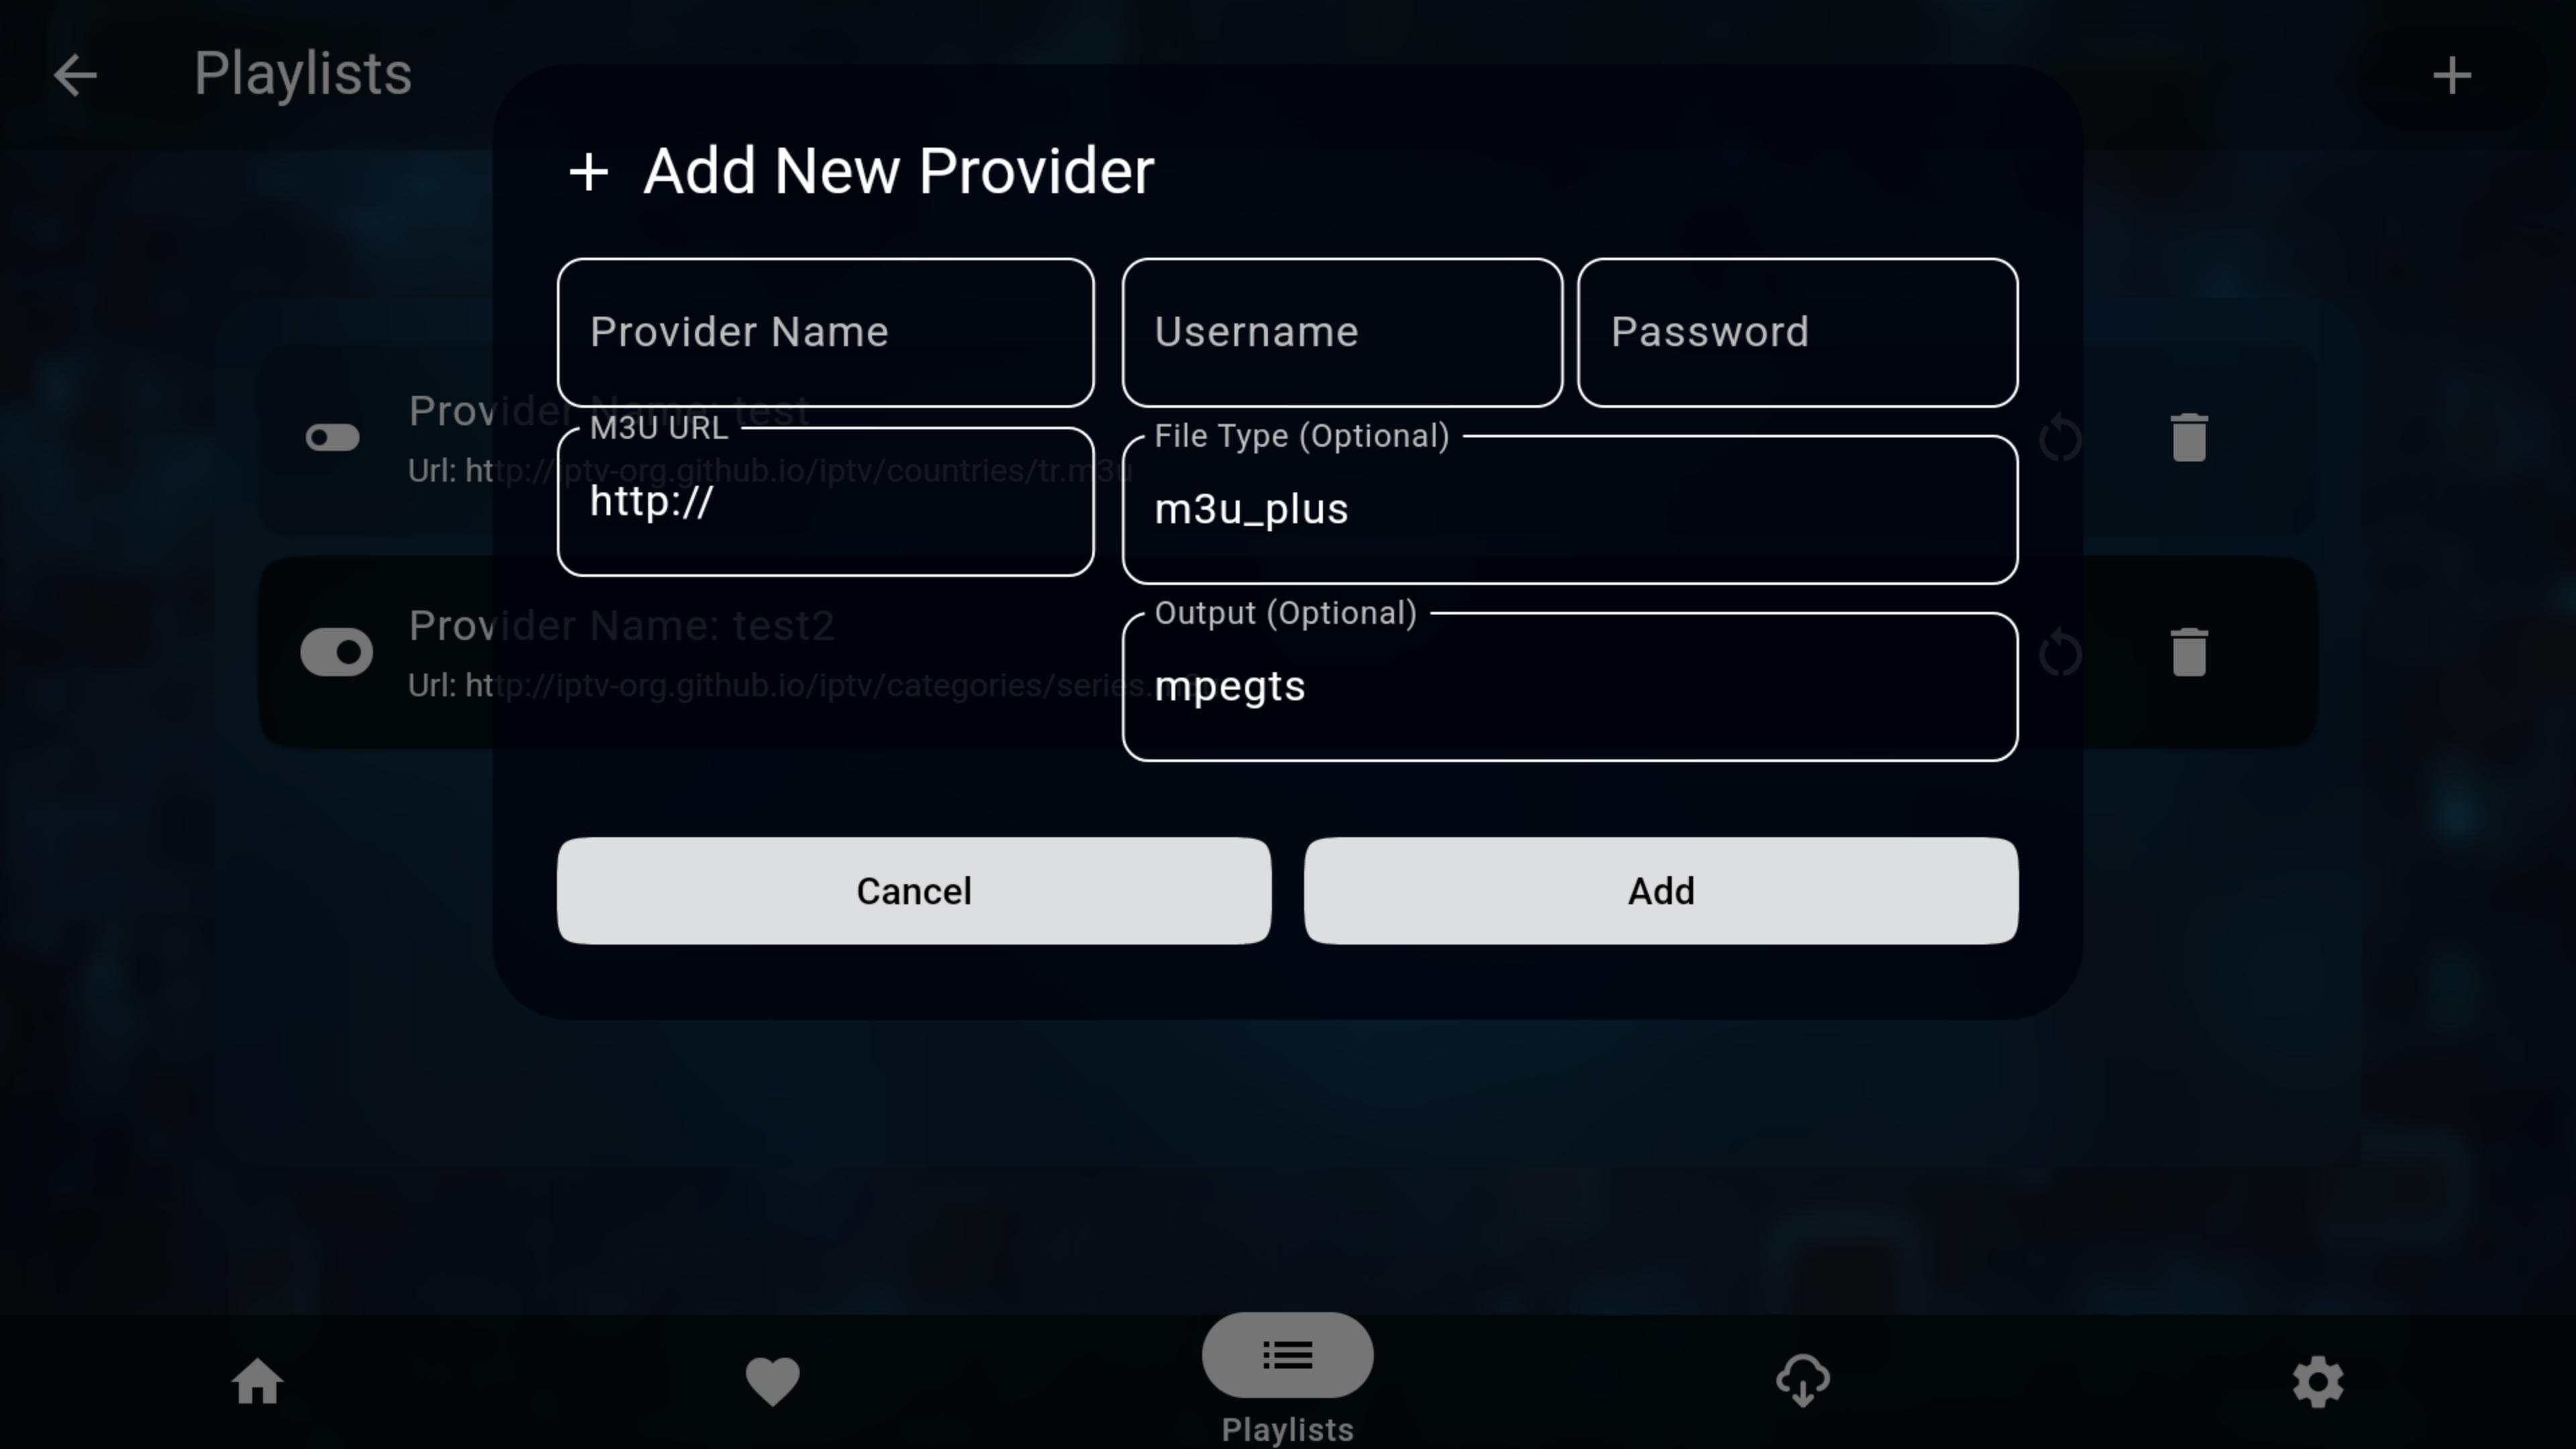 Playlists
+ Add New Provider
Provider Name
Username
Password
Provider Name: test
Url: http://iptv-org.github.io/iptv/countries/tr.m3u
M3U URL
http://
File Type (Optional)
m3u_plus
Provider Name: test2
Url: http://iptv-org.github.io/iptv/categories/series.
Output (Optional)
mpegts
Cancel
Add
Playlists